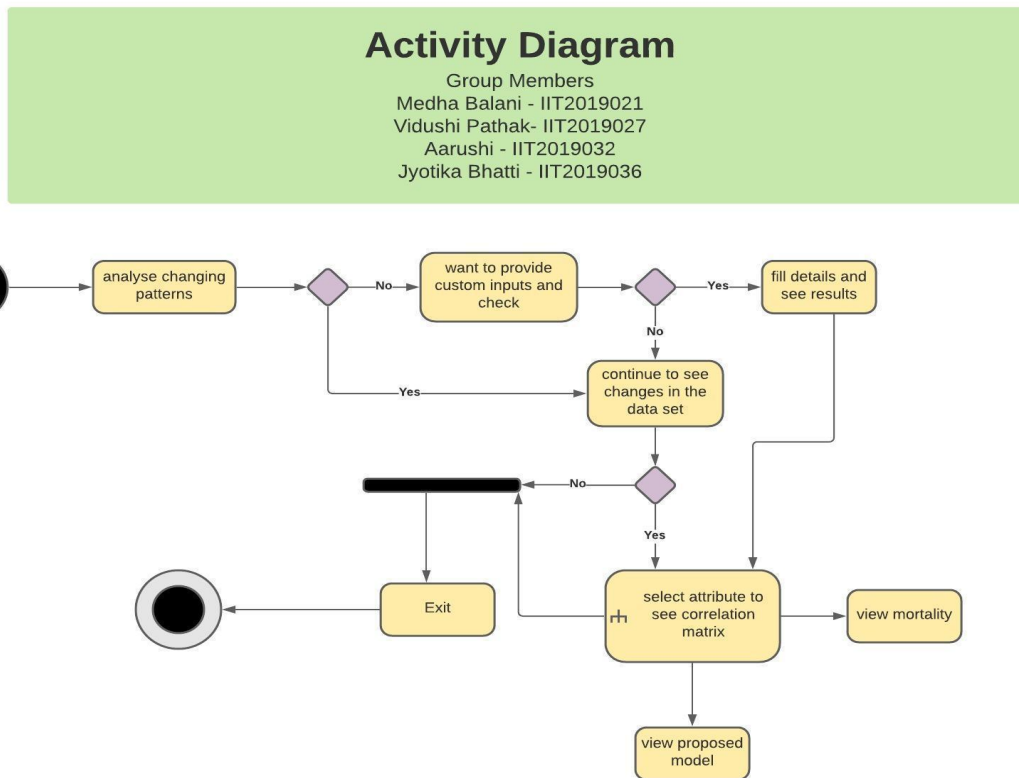 Activity Diagram
Group Members
Medha Balani - IIT2019021
Vidushi Pathak- IIT2019027
Aarushi - IIT2019032
Jyotika Bhatti - IIT2019036
analyse changing
patterns
No
want to provide
custom inputs and
check
Yes
fill details and
see results
No
Yes
continue to see
changes in the
data set
No
Yes
Exit
select attribute to
see correlation
matrix
view mortality
view proposed
model